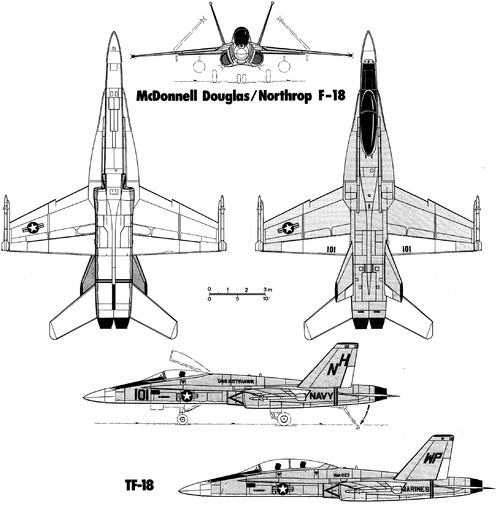 McDonnell Douglas/Northrop F-18
101 101
0 1 2 3m
0 5 10'
NH
USS KITTYHAWK
101
NAVY
WP
TF-18
MARINES